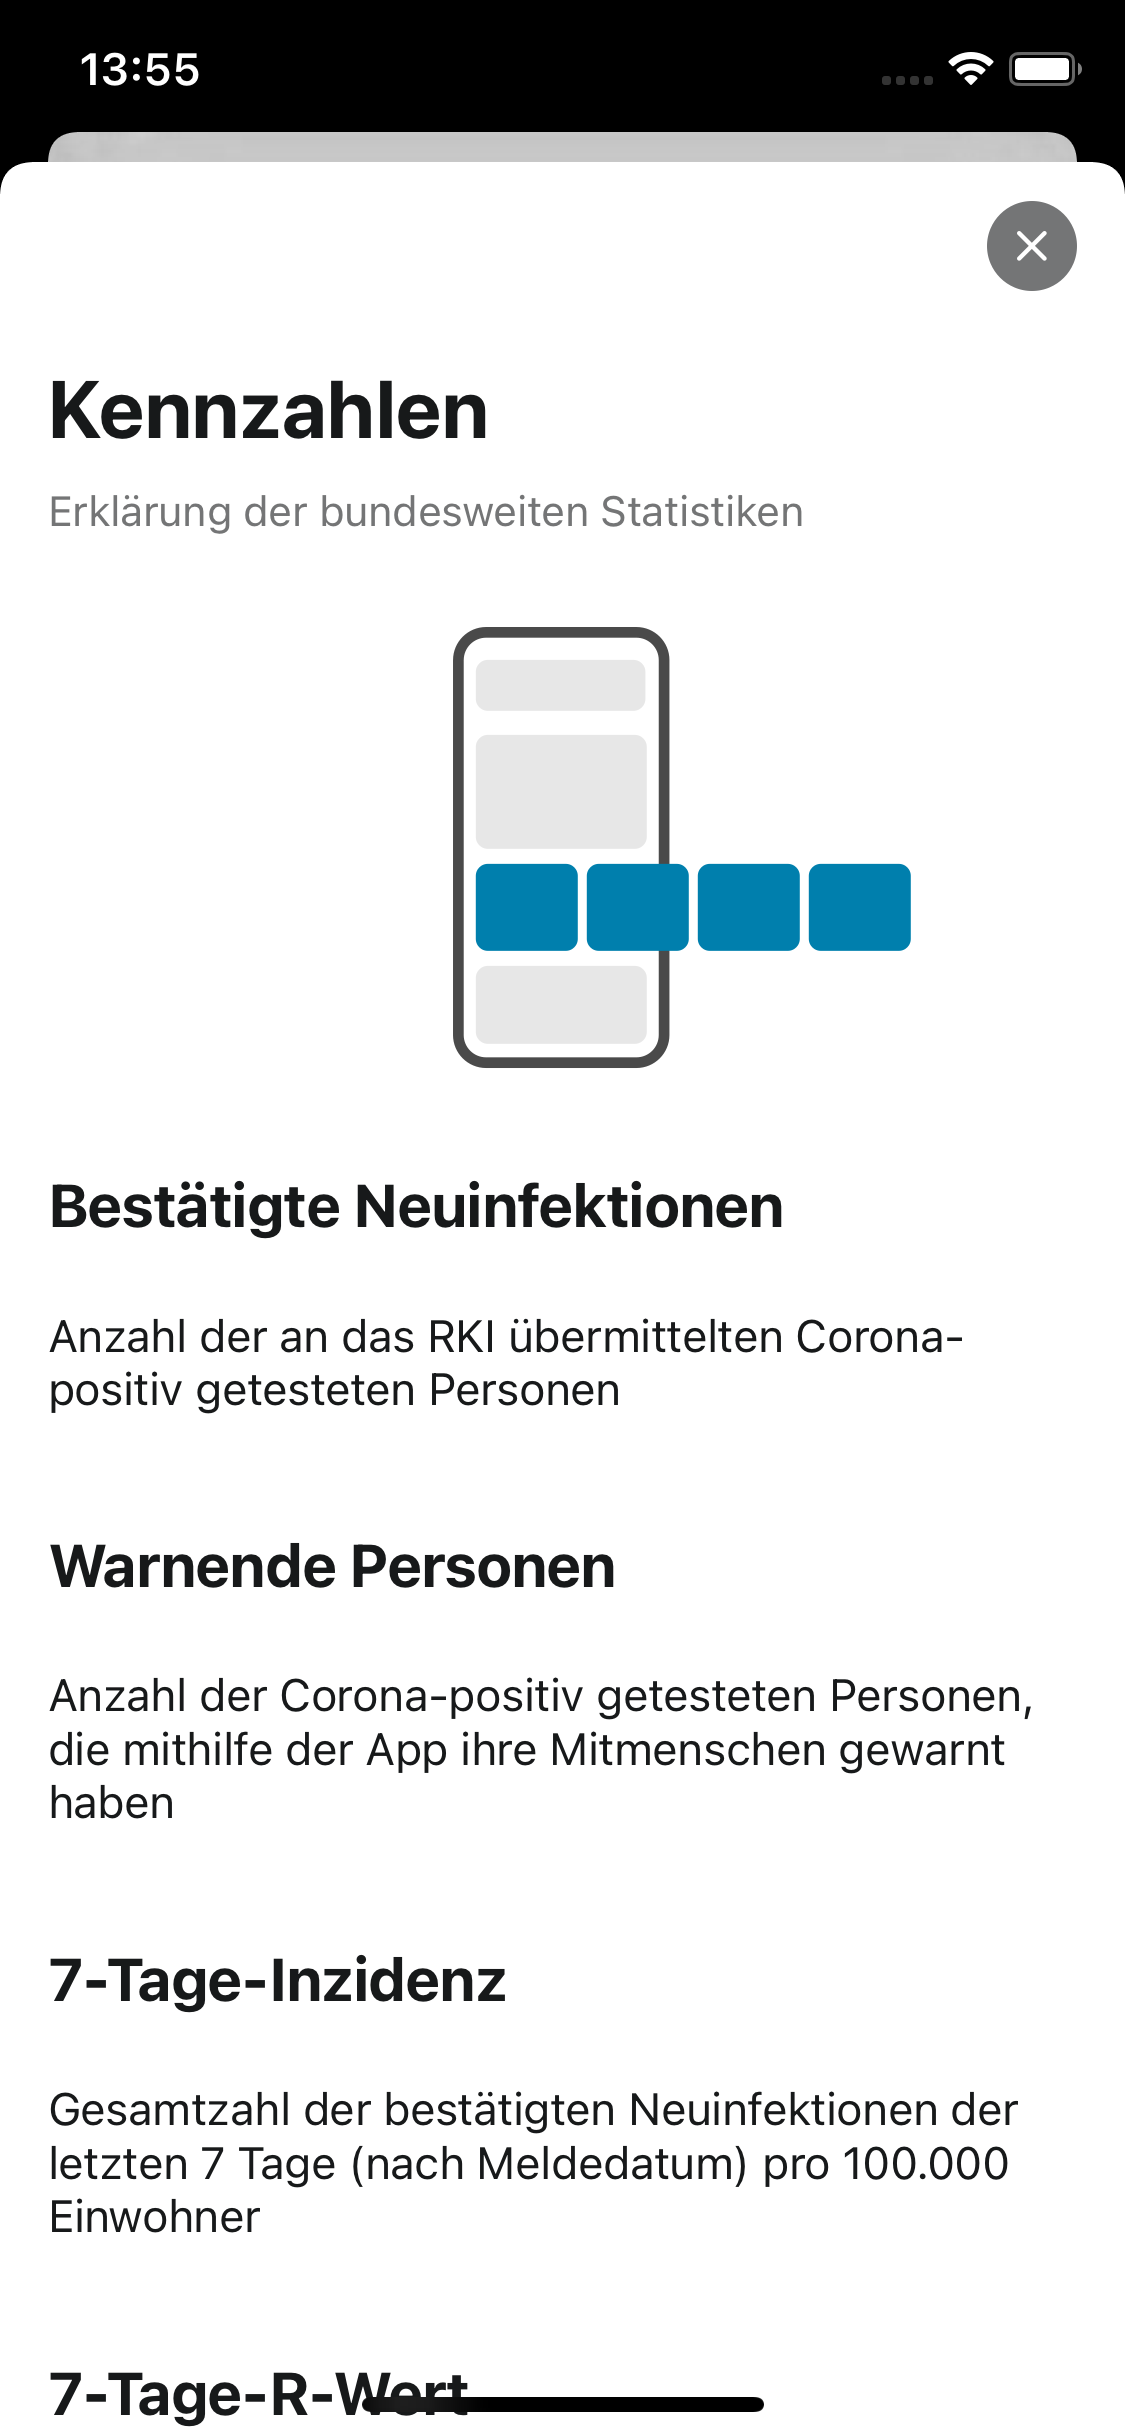 13:55
Kennzahlen
Erklärung der bundesweiten Statistiken
Bestätigte Neuinfektionen
Anzahl der an das RKI übermittelten Corona-
positiv getesteten Personen
Warnende Personen
Anzahl der Corona-positiv getesteten Personen,
die mithilfe der App ihre Mitmenschen gewarnt
haben
7-Tage-Inzidenz
Gesamtzahl der bestätigten Neuinfektionen der
letzten 7 Tage (nach Meldedatum) pro 100.000
Einwohner
7-Tage-R-Wert